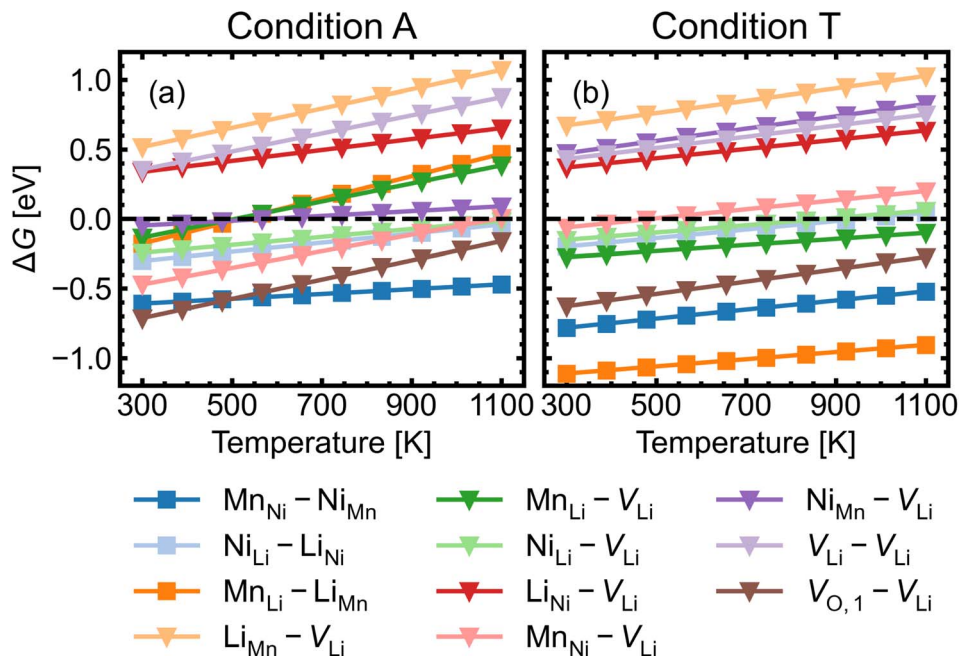 Condition A Condition T
(a) (b)
1.0
0.5
0.0
−0.5
−1.0
ΔG [eV]
300 500 700 900 1100 300 500 700 900 1100
Temperature [K] Temperature [K]
Mn_Ni − Ni_Mn Mn_Li − V_Li Ni_Mn − V_Li
Ni_Li − Li_Ni Ni_Li − V_Li V_Li − V_Li
Mn_Li − Li_Mn Li_Ni − V_Li V_O,1 − V_Li
Li_Mn − V_Li Mn_Ni − V_Li